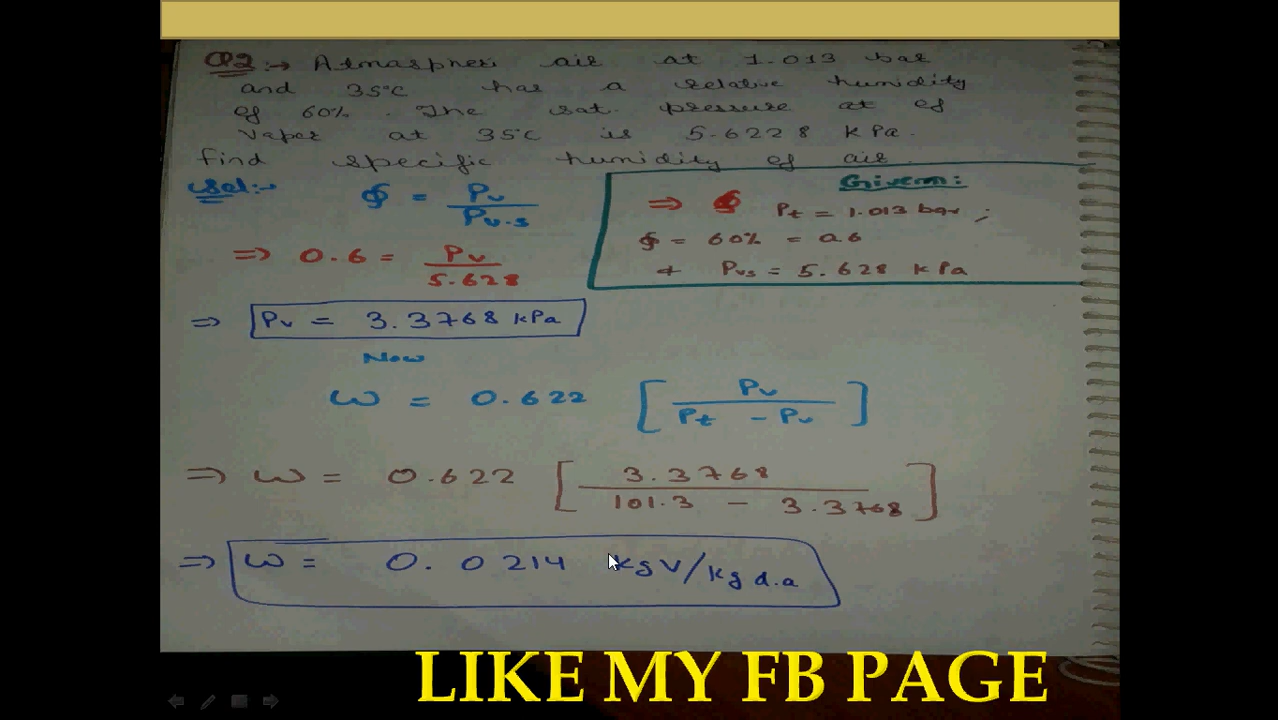 Q2:→ Atmaspheri air at 1.013 bar
and 35°C has a relative humidity
of 60% . The sat. pressure at of
Vaper at 35°C is 5.6228 kPa.
find specific humidity of air.
Sol:→
ϕ = Pv / Pv.s
⇒ 0.6 = Pv / 5.628
⇒ Pv = 3.3768 kPa
Given:
⇒ ϕ Pt = 1.013 bar ;
ϕ = 60% = 0.6
+ Pvs = 5.628 kPa
Now
ω = 0.622 [ Pv / Pt - Pv ]
⇒ ω = 0.622 [ 3.3768 / 101.3 - 3.3768 ]
⇒ ω = 0.0214 kgV/kg d.a
LIKE MY FB PAGE